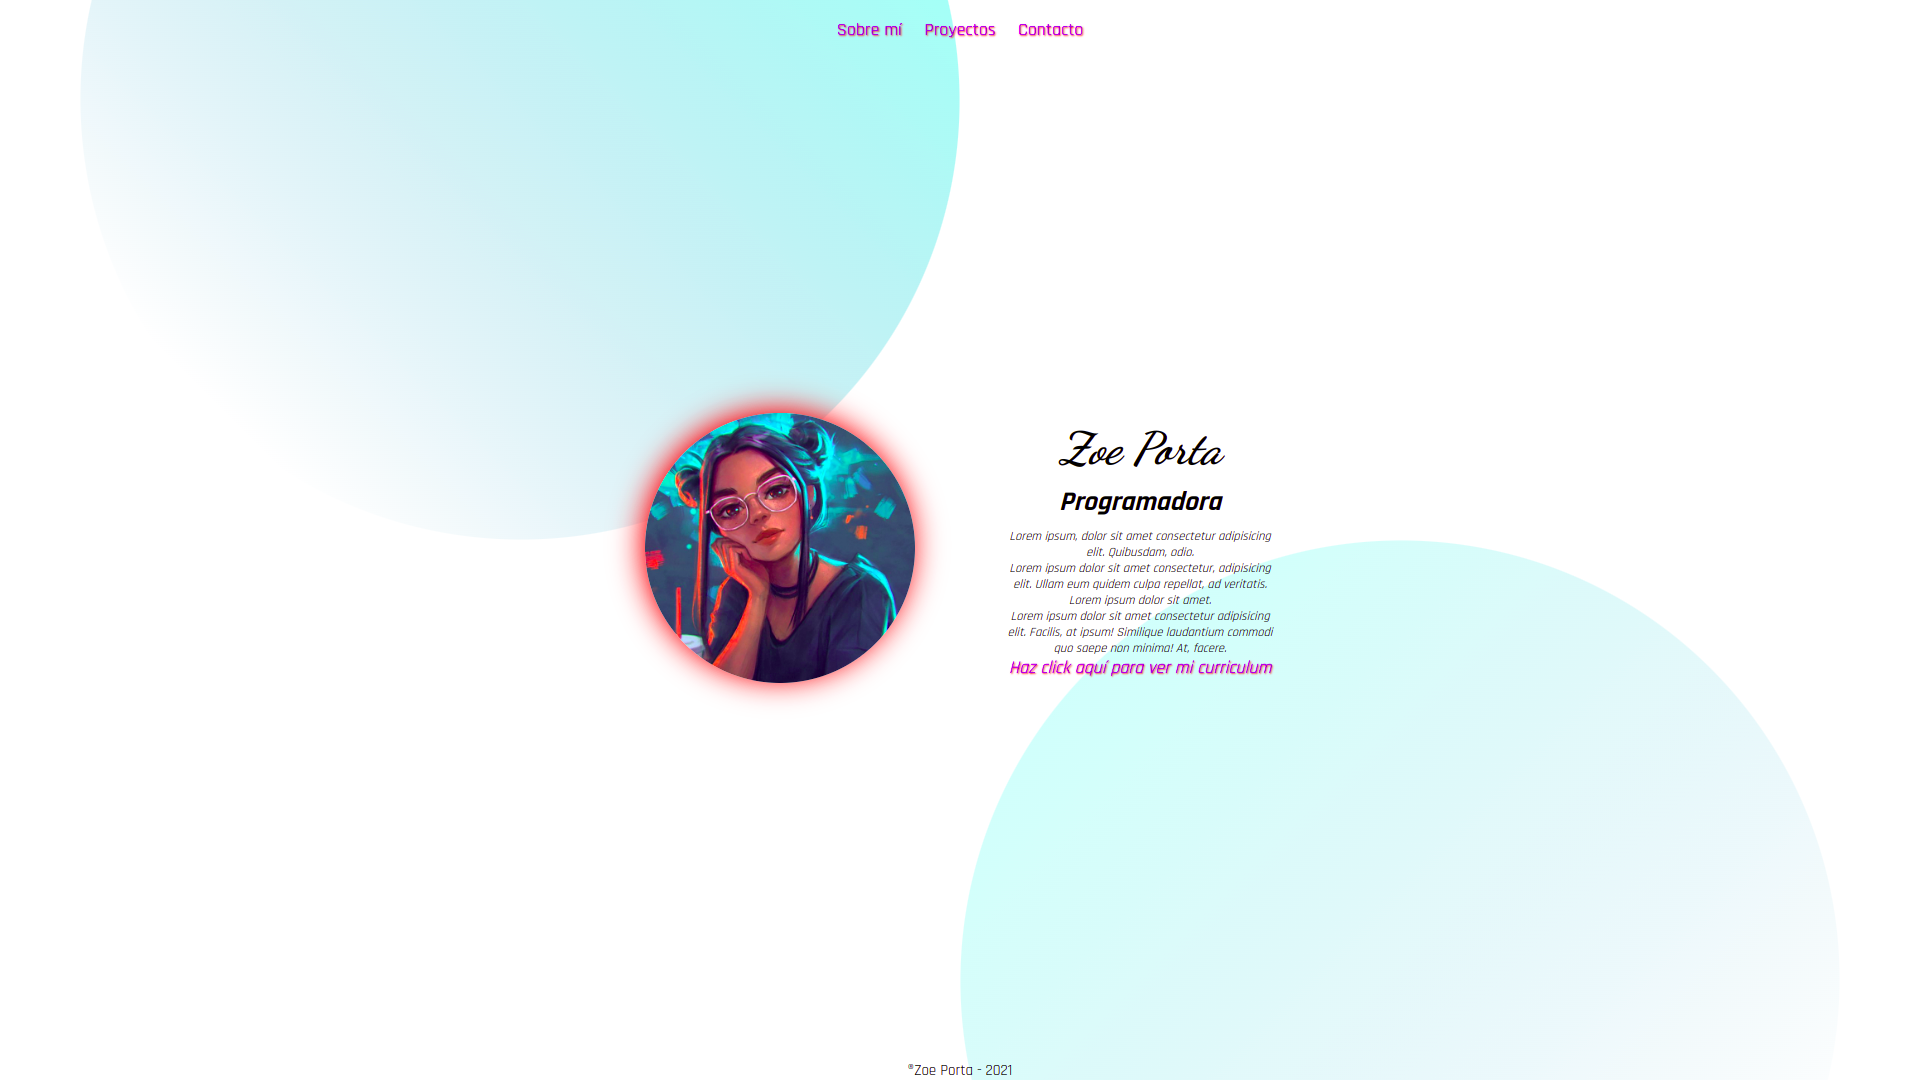 Sobre mí Proyectos Contacto
Zoe Porta
Programadora
Lorem ipsum, dolor sit amet consectetur adipisicing
elit. Quibusdam, odio.
Lorem ipsum dolor sit amet consectetur, adipisicing
elit. Ullam eum quidem culpa repellat, ad veritatis.
Lorem ipsum dolor sit amet.
Lorem ipsum dolor sit amet consectetur adipisicing
elit. Facilis, at ipsum! Similique laudantium commodi
quo saepe non minima! At, facere.
Haz click aquí para ver mi curriculum
®Zoe Porta - 2021